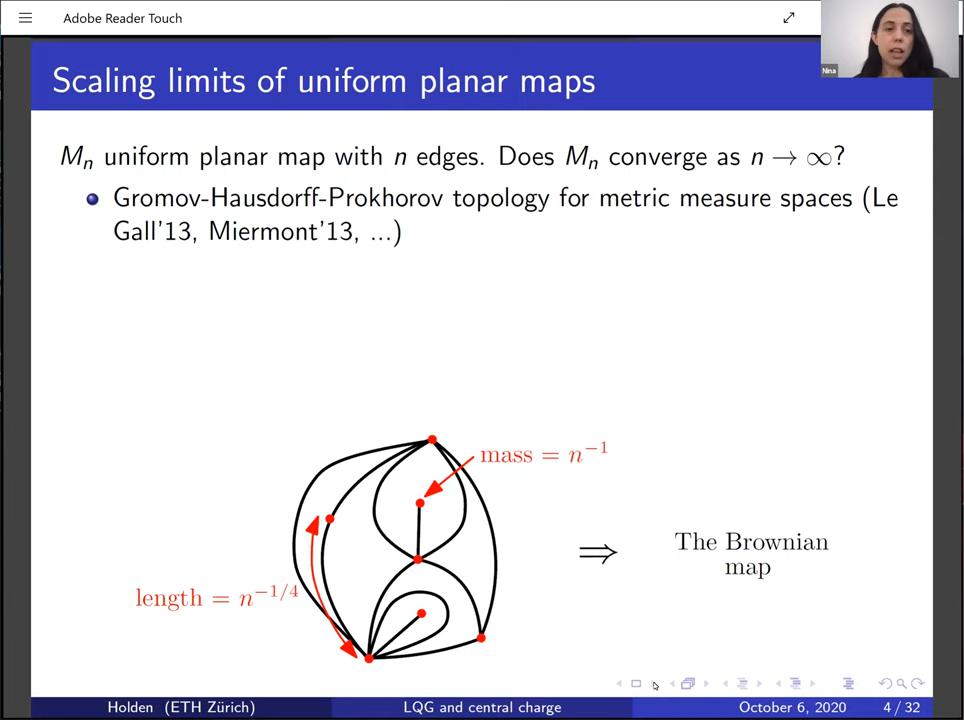 Adobe Reader Touch
Nina
Scaling limits of uniform planar maps
Mₙ uniform planar map with n edges. Does Mₙ converge as n → ∞?
Gromov-Hausdorff-Prokhorov topology for metric measure spaces (Le
Gall'13, Miermont'13, ...)
mass = n⁻¹
length = n⁻¹/⁴
⇒
The Brownian
map
Holden (ETH Zürich) LQG and central charge October 6, 2020 4 / 32